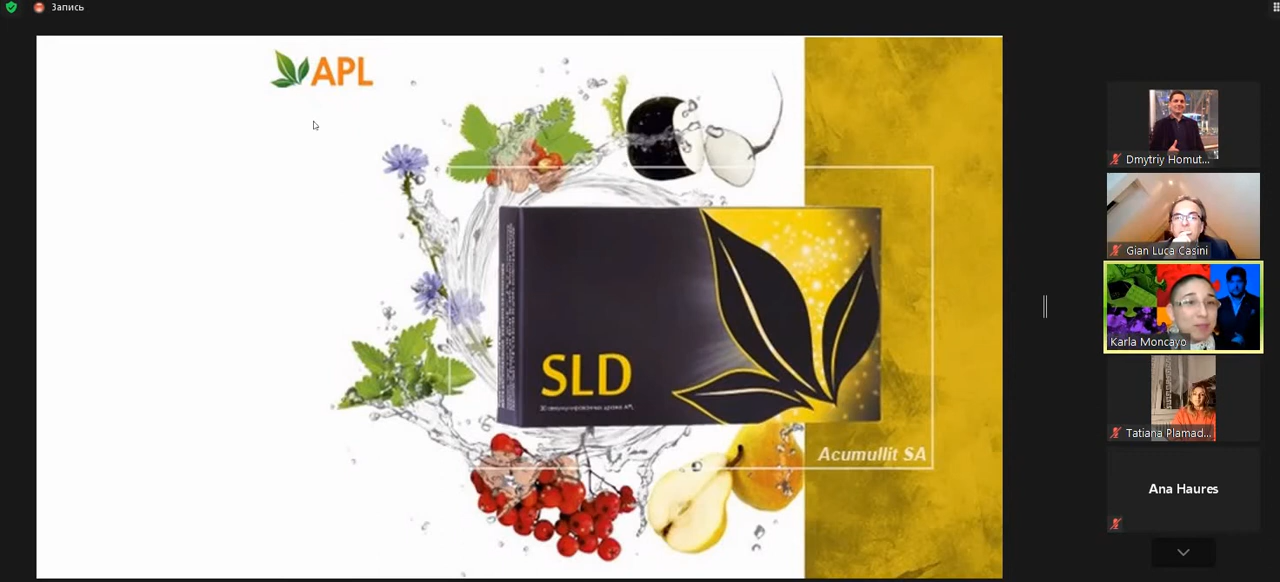 Запись
APL
SLD
Acumullit SA
Dmytriy Homut...
Gian Luca Casini
Karla Moncayo
Tatiana Plamad...
Ana Haures